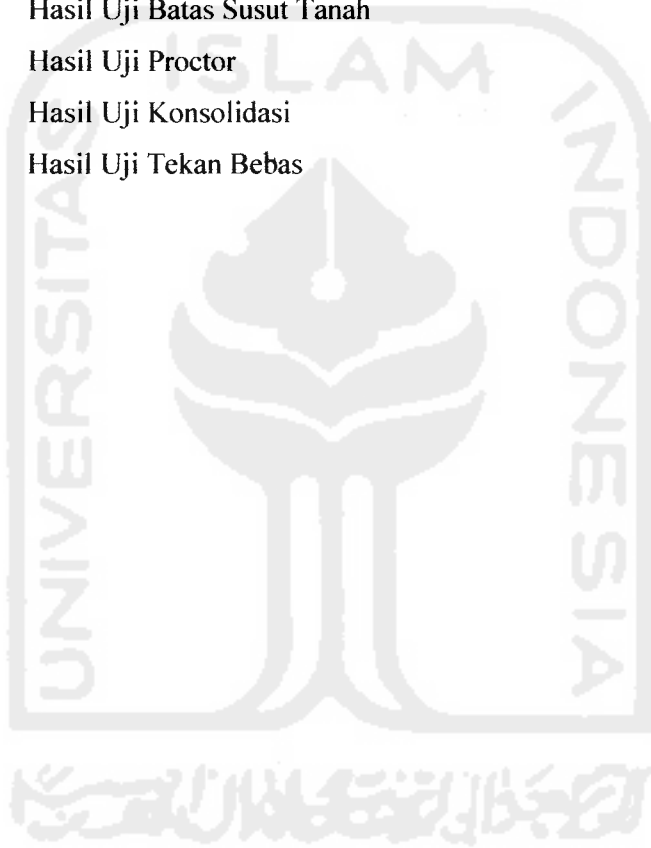 Hasil Uji Batas Susut Tanah
Hasil Uji Proctor
Hasil Uji Konsolidasi
Hasil Uji Tekan Bebas
UNIVERSITAS
ISLAM
INDONESIA